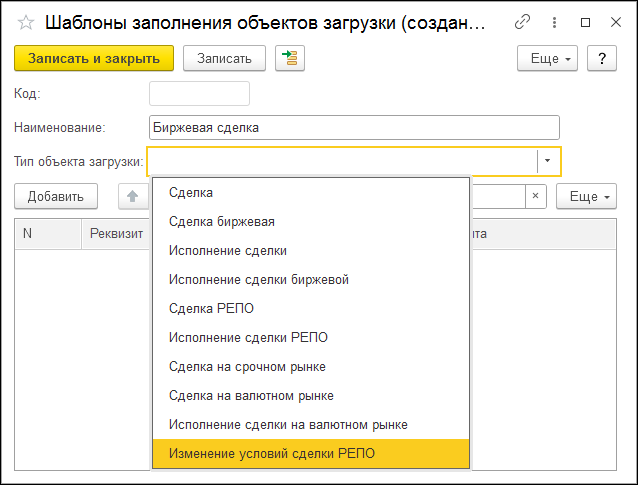 Шаблоны заполнения объектов загрузки (создан...
Записать и закрыть Записать Еще ?
Код:
Наименование: Биржевая сделка
Тип объекта загрузки:
Добавить × Еще
N Реквизит та
Сделка
Сделка биржевая
Исполнение сделки
Исполнение сделки биржевой
Сделка РЕПО
Исполнение сделки РЕПО
Сделка на срочном рынке
Сделка на валютном рынке
Исполнение сделки на валютном рынке
Изменение условий сделки РЕПО